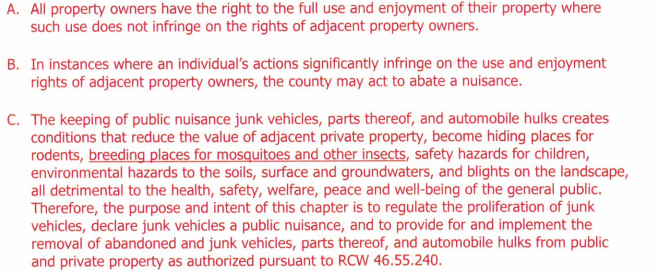 A. All property owners have the right to the full use and enjoyment of their property where
such use does not infringe on the rights of adjacent property owners.
B. In instances where an individual's actions significantly infringe on the use and enjoyment
rights of adjacent property owners, the county may act to abate a nuisance.
C. The keeping of public nuisance junk vehicles, parts thereof, and automobile hulks creates
conditions that reduce the value of adjacent private property, become hiding places for
rodents, breeding places for mosquitoes and other insects, safety hazards for children,
environmental hazards to the soils, surface and groundwaters, and blights on the landscape,
all detrimental to the health, safety, welfare, peace and well-being of the general public.
Therefore, the purpose and intent of this chapter is to regulate the proliferation of junk
vehicles, declare junk vehicles a public nuisance, and to provide for and implement the
removal of abandoned and junk vehicles, parts thereof, and automobile hulks from public
and private property as authorized pursuant to RCW 46.55.240.